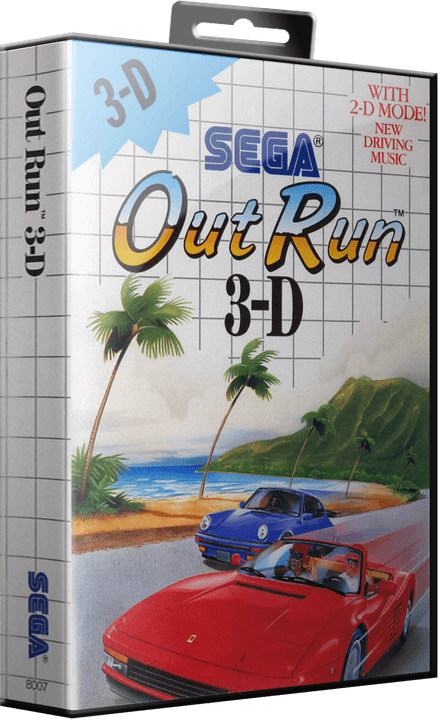 3-D
WITH
2-D MODE!
NEW
DRIVING
MUSIC
SEGA®
Out Run™
3-D
Out Run™ 3-D
SEGA
8007